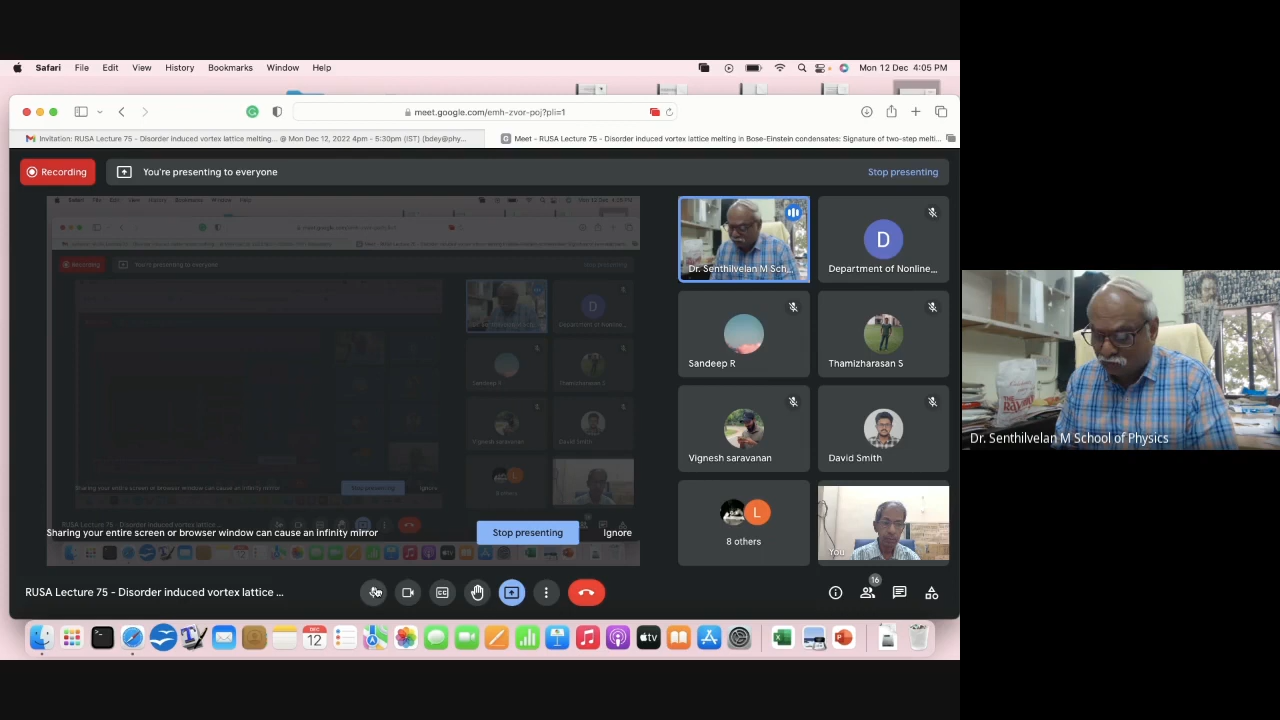 Safari File Edit View History Bookmarks Window Help Mon 12 Dec 4:05 PM
meet.google.com/emh-zvor-poj?pli=1
Invitation: RUSA Lecture 75 - Disorder induced vortex lattice melting... @ Mon Dec 12, 2022 4pm - 5:30pm (IST) (bdey@phy...
Meet - RUSA Lecture 75 - Disorder induced vortex lattice melting in Bose-Einstein condensates: Signature of two-step melti...
Recording
You're presenting to everyone
Stop presenting
Dr. Senthilvelan M Sch...
D
Department of Nonline...
Sandeep R
Thamizharasan S
Vignesh saravanan
David Smith
L
8 others
You
Sharing your entire screen or browser window can cause an infinity mirror
Stop presenting
Ignore
RUSA Lecture 75 - Disorder induced vortex lattice ...
16
DEC
12
tv
Dr. Senthilvelan M School of Physics